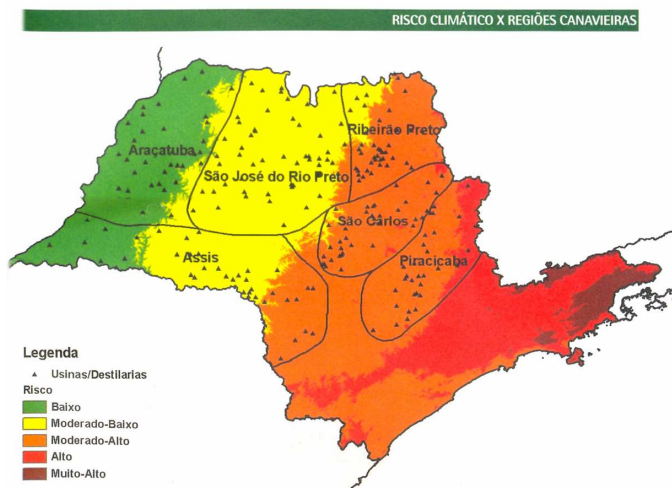 RISCO CLIMÁTICO X REGIÕES CANAVIEIRAS
Araçatuba
Ribeirão Preto
São José do Rio Preto
São Cárlos
Assis
Piracicaba
Legenda
Usinas/Destilarias
Risco
Baixo
Moderado-Baixo
Moderado-Alto
Alto
Muito-Alto